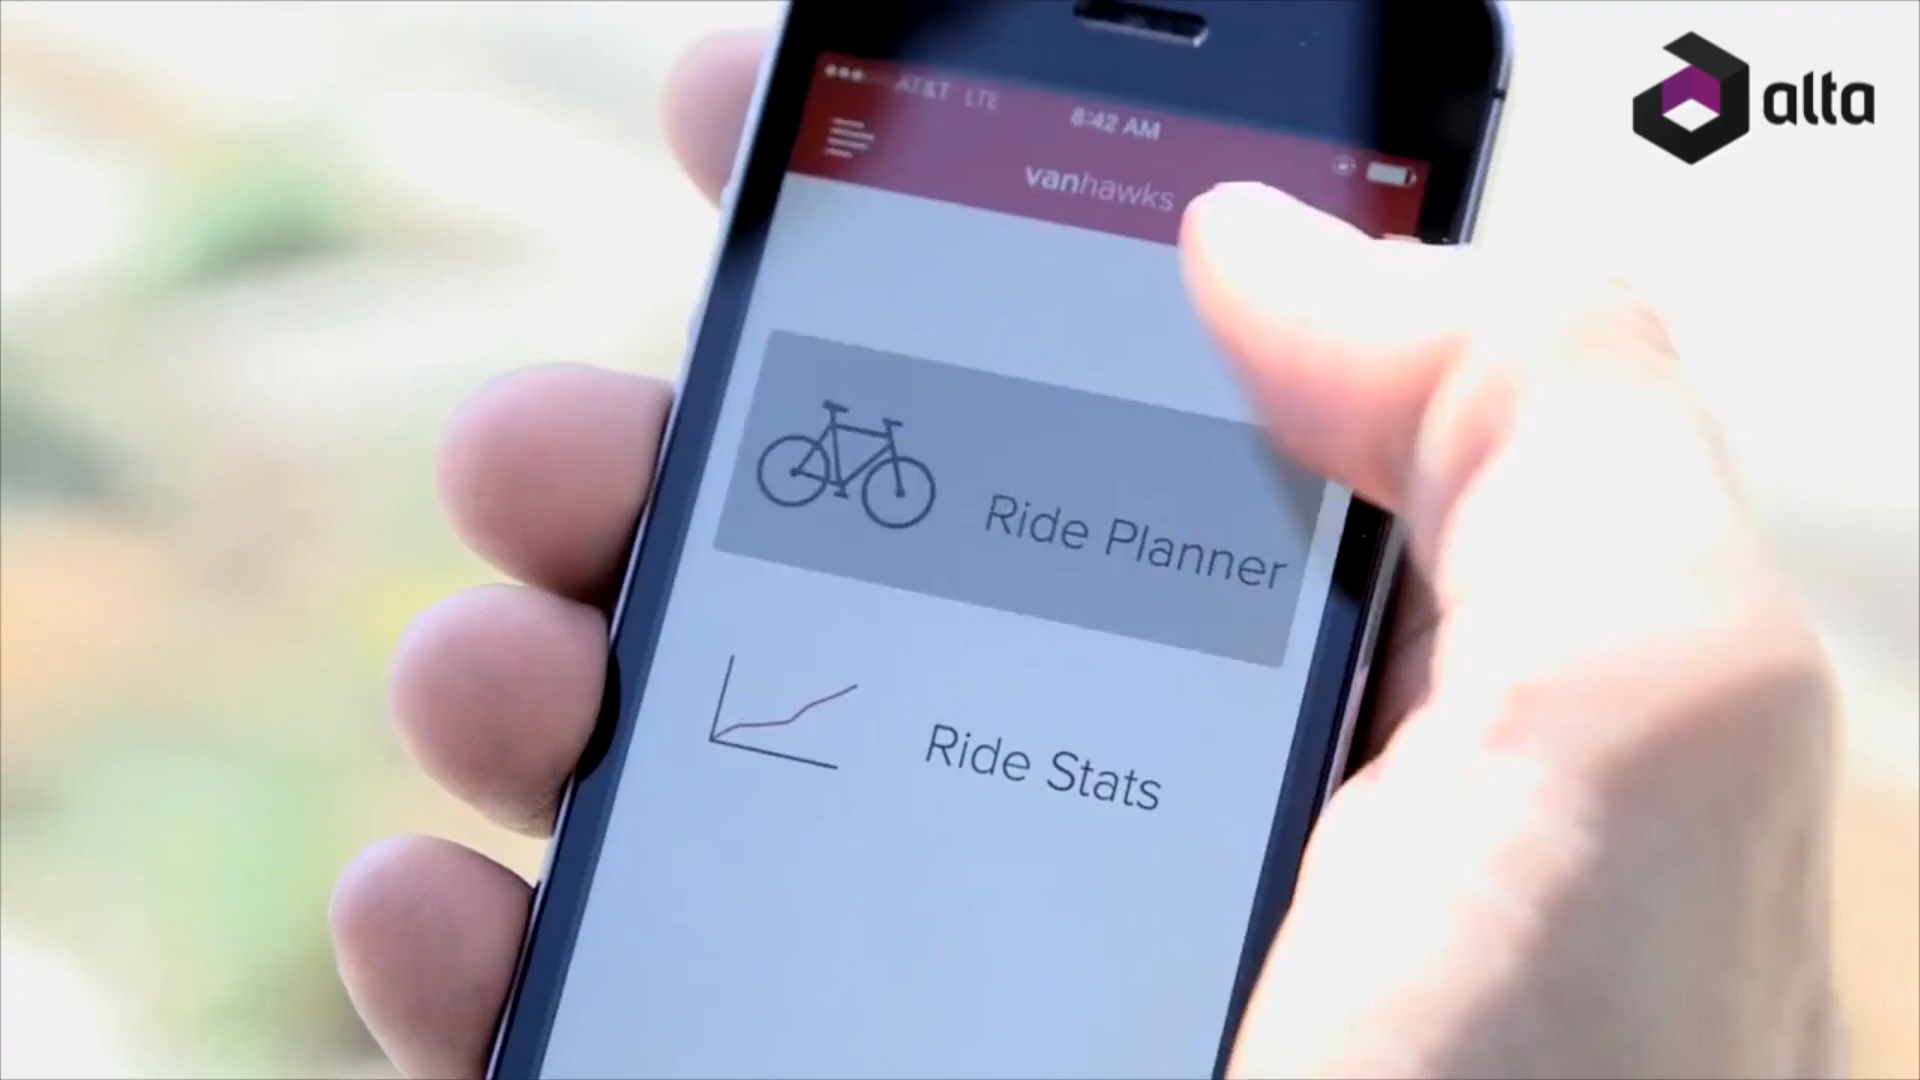 AT&T LTE
8:42 AM
vanhawks
Ride Planner
Ride Stats
alta